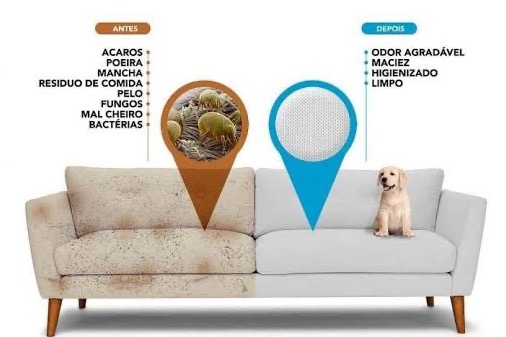 ANTES
ACAROS
POEIRA
MANCHA
RESIDUO DE COMIDA
PELO
FUNGOS
MAL CHEIRO
BACTÉRIAS
DEPOIS
ODOR AGRADÁVEL
MACIEZ
HIGIENIZADO
LIMPO